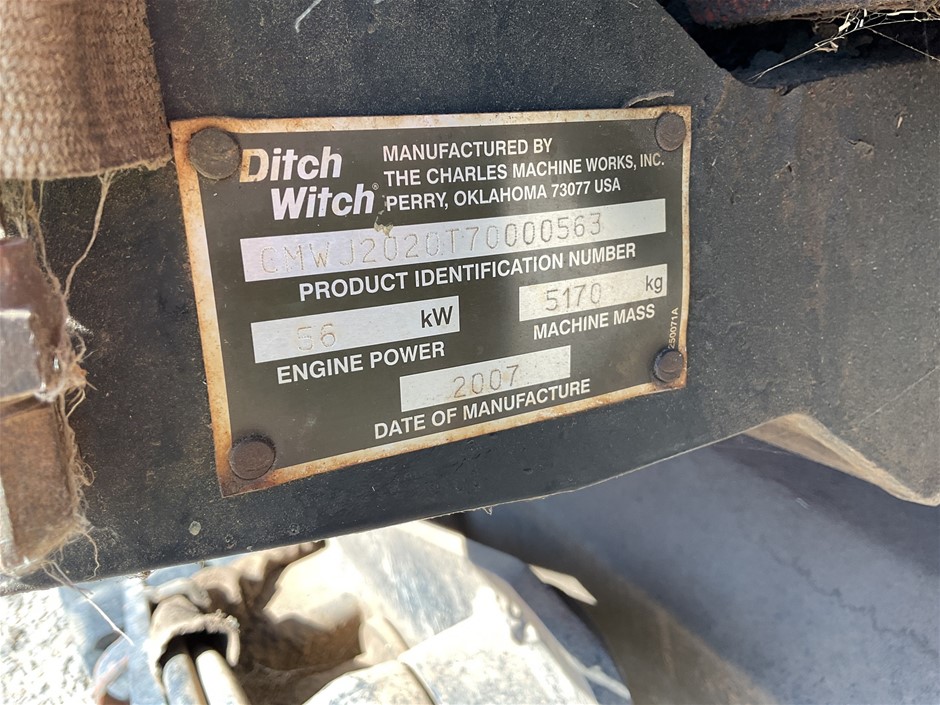 Ditch Witch®
MANUFACTURED BY
THE CHARLES MACHINE WORKS, INC.
PERRY, OKLAHOMA 73077 USA
CMWJ2020T70000563
PRODUCT IDENTIFICATION NUMBER
56 kW
ENGINE POWER
5170 kg
MACHINE MASS
250071A
2007
DATE OF MANUFACTURE